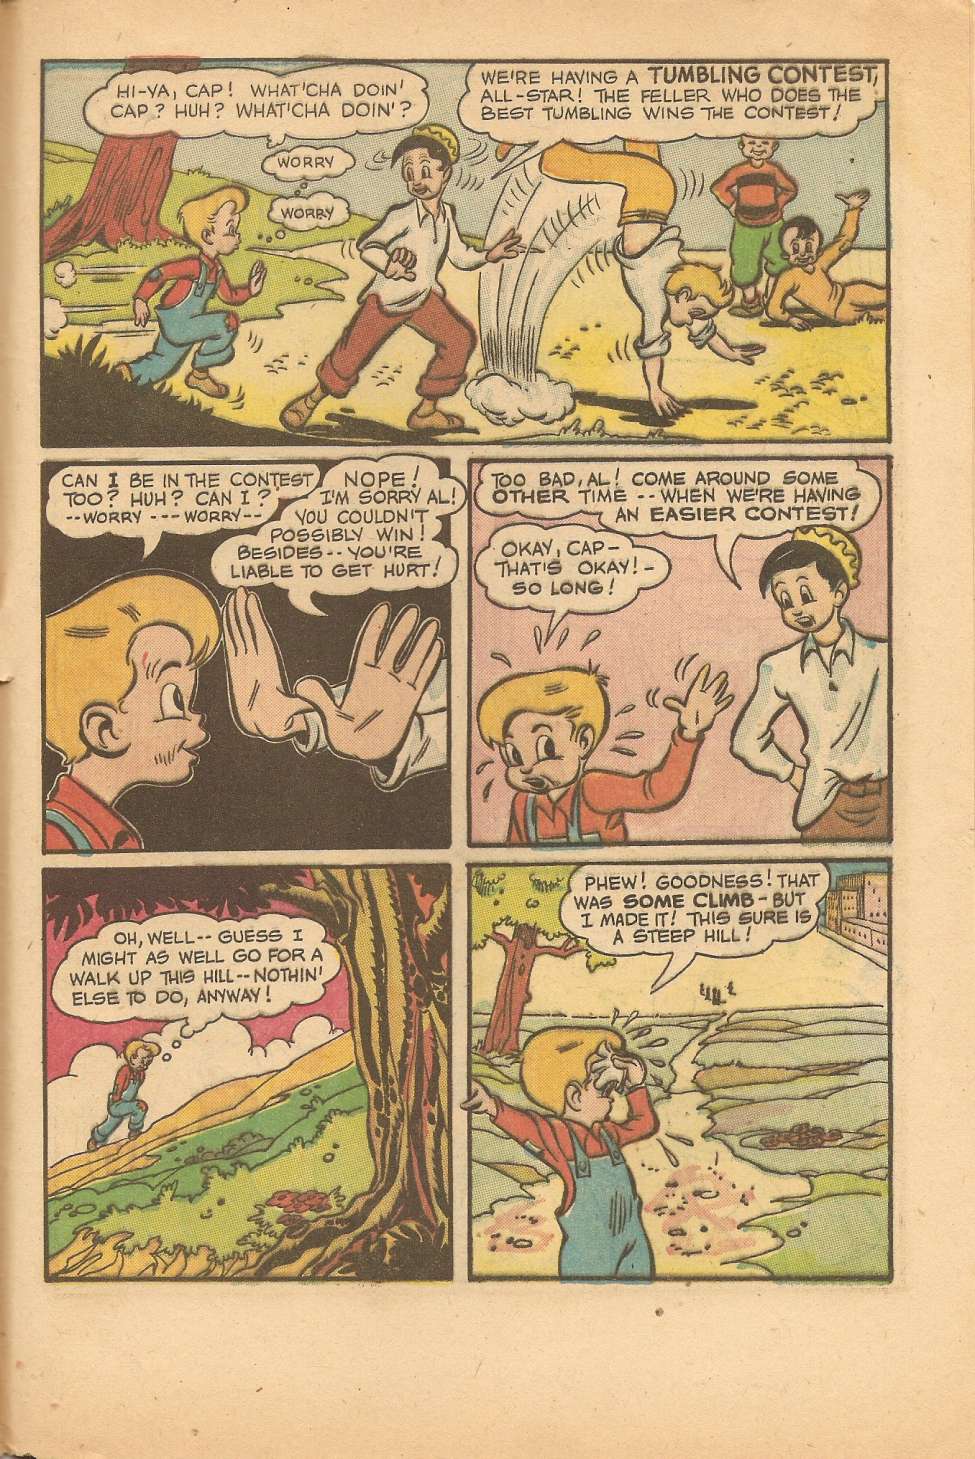 HI-YA, CAP! WHAT'CHA DOIN'
CAP? HUH? WHAT'CHA DOIN'?
WORRY
WORRY
WE'RE HAVING A TUMBLING CONTEST,
ALL-STAR! THE FELLER WHO DOES THE
BEST TUMBLING WINS THE CONTEST!
CAN I BE IN THE CONTEST
TOO? HUH? CAN I?
--WORRY ---WORRY--
NOPE!
I'M SORRY AL!
YOU COULDN'T
POSSIBLY WIN!
BESIDES-- YOU'RE
LIABLE TO GET HURT!
TOO BAD, AL! COME AROUND SOME
OTHER TIME -- WHEN WE'RE HAVING
AN EASIER CONTEST!
OKAY, CAP-
THAT'S OKAY!-
SO LONG!
OH, WELL-- GUESS I
MIGHT AS WELL GO FOR A
WALK UP THIS HILL--NOTHIN'
ELSE TO DO, ANYWAY!
PHEW! GOODNESS! THAT
WAS SOME CLIMB - BUT
I MADE IT! THIS SURE IS
A STEEP HILL!